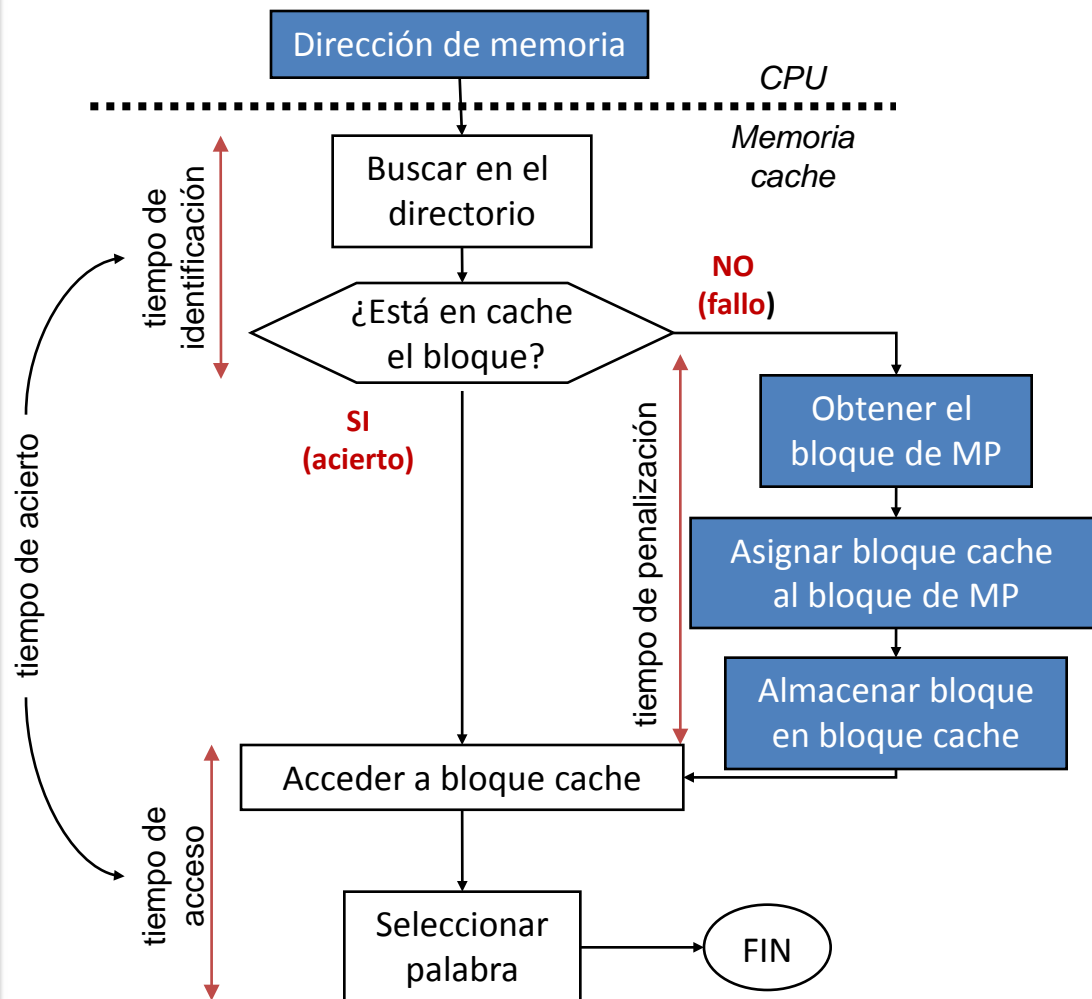 Dirección de memoria
CPU
Memoria
cache
Buscar en el
directorio
tiempo de
identificación
NO
(fallo)
¿Está en cache
el bloque?
SI
(acierto)
Obtener el
bloque de MP
tiempo de penalización
tiempo de acierto
Asignar bloque cache
al bloque de MP
Almacenar bloque
en bloque cache
Acceder a bloque cache
tiempo de
acceso
Seleccionar
palabra
FIN